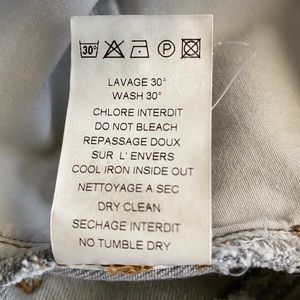 30°
P
LAVAGE 30°
WASH 30°
CHLORE INTERDIT
DO NOT BLEACH
REPASSAGE DOUX
SUR L' ENVERS
COOL IRON INSIDE OUT
NETTOYAGE A SEC
DRY CLEAN
SECHAGE INTERDIT
NO TUMBLE DRY